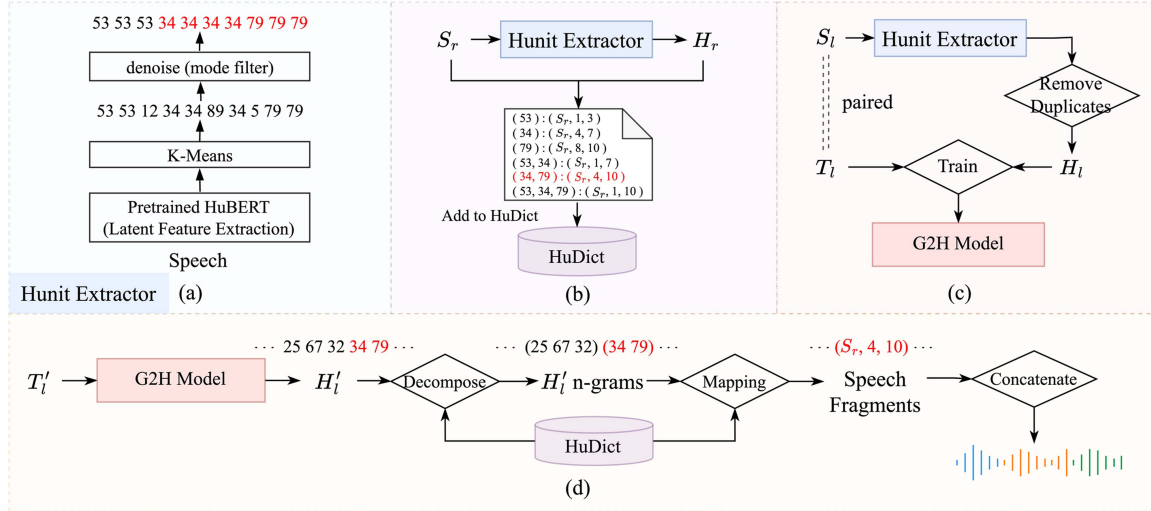 53 53 53 34 34 34 34 79 79 79
denoise (mode filter)
53 53 12 34 34 89 34 5 79 79
K-Means
Pretrained HuBERT
(Latent Feature Extraction)
Speech
Hunit Extractor
(a)
S_r
Hunit Extractor
H_r
( 53 ) : ( S_r, 1, 3 )
( 34 ) : ( S_r, 4, 7 )
( 79 ) : ( S_r, 8, 10 )
( 53, 34 ) : ( S_r, 1, 7 )
( 34, 79 ) : ( S_r, 4, 10 )
( 53, 34, 79 ) : ( S_r, 1, 10 )
Add to HuDict
HuDict
(b)
S_l
Hunit Extractor
paired
Remove
Duplicates
T_l
Train
H_l
G2H Model
(c)
T_l′
G2H Model
··· 25 67 32 34 79 ···
H_l′
Decompose
··· (25 67 32) (34 79) ···
H_l′ n-grams
Mapping
HuDict
··· (S_r, 4, 10) ···
Speech
Fragments
Concatenate
(d)